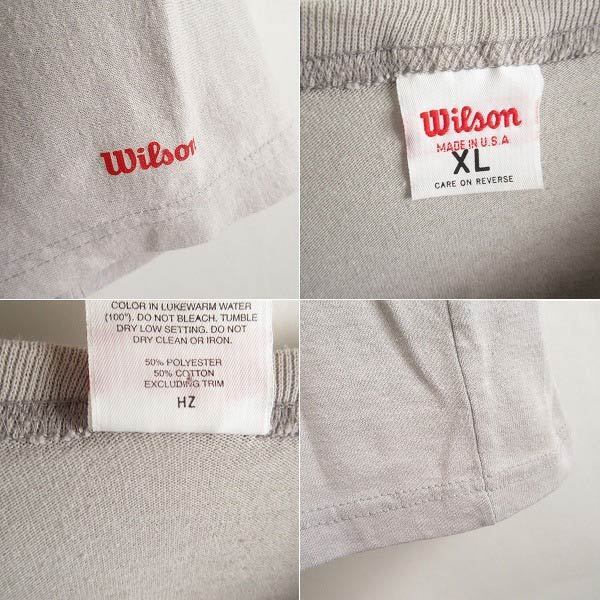 Wilson
Wilson
MADE IN U.S.A
XL
CARE ON REVERSE
COLOR IN LUKEWARM WATER
(100°). DO NOT BLEACH. TUMBLE
DRY LOW SETTING. DO NOT
DRY CLEAN OR IRON.
50% POLYESTER
50% COTTON
EXCLUDING TRIM
HZ